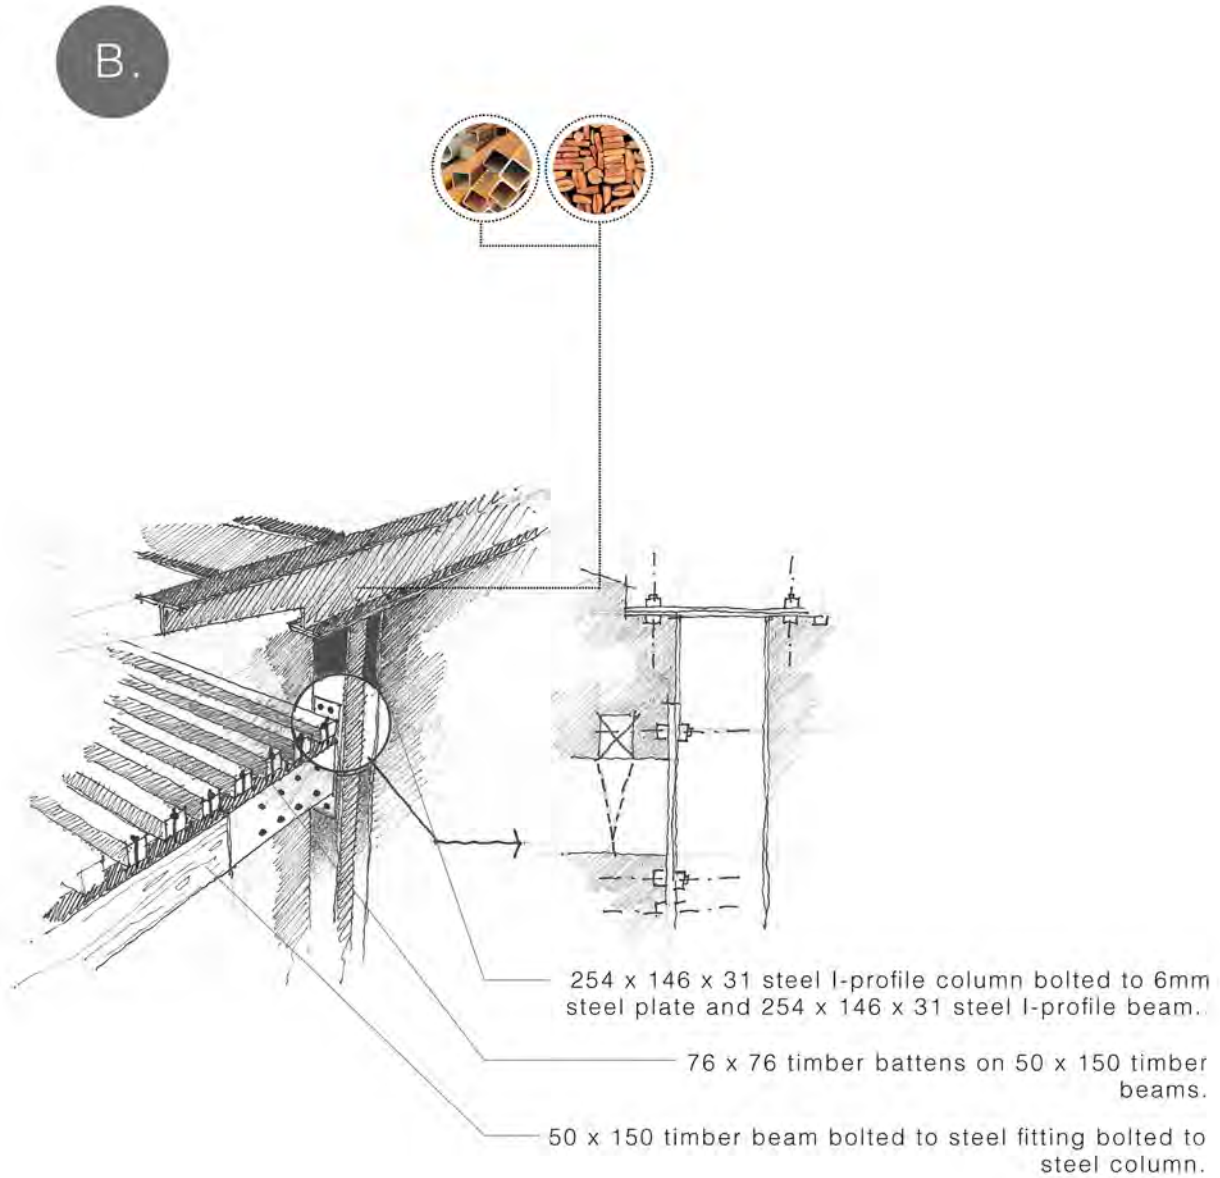 B.
254 x 146 x 31 steel I-profile column bolted to 6mm
steel plate and 254 x 146 x 31 steel I-profile beam.
76 x 76 timber battens on 50 x 150 timber
beams.
50 x 150 timber beam bolted to steel fitting bolted to
steel column.